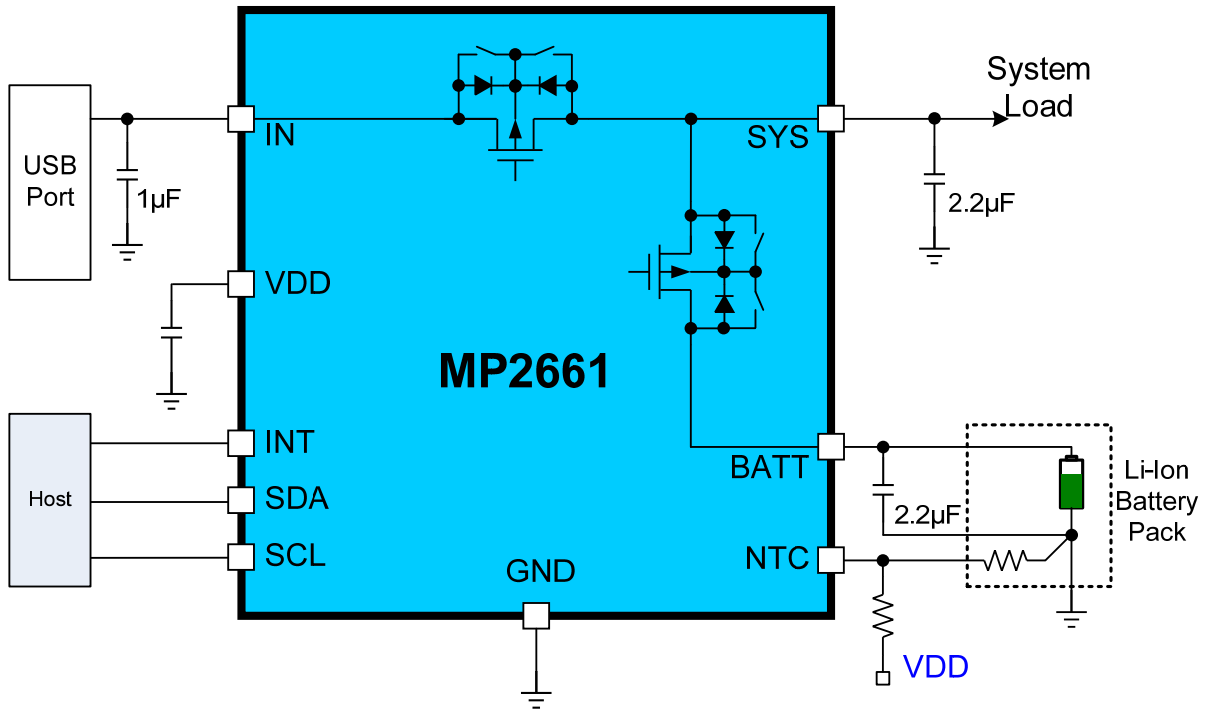 System
Load
IN
SYS
USB
Port
1µF
2.2µF
VDD
MP2661
INT
BATT
Li-Ion
Battery
Pack
Host
SDA
2.2µF
SCL
NTC
GND
VDD